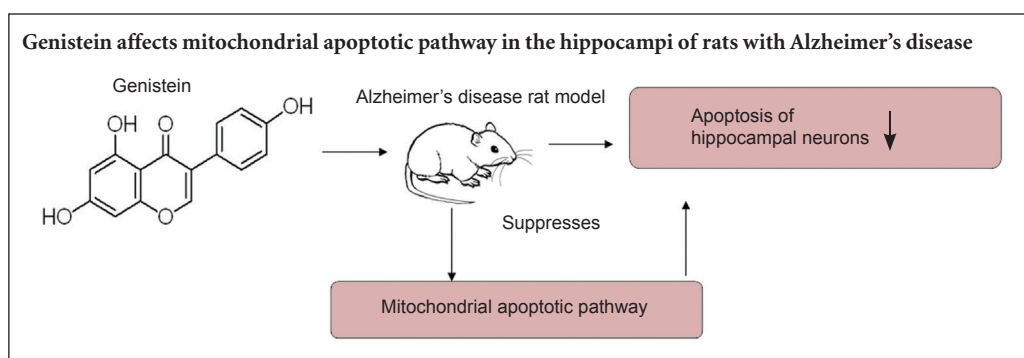 Genistein affects mitochondrial apoptotic pathway in the hippocampi of rats with Alzheimer’s disease
Genistein
Alzheimer’s disease rat model
OH
O
OH
HO
O
Apoptosis of
hippocampal neurons
Suppresses
Mitochondrial apoptotic pathway